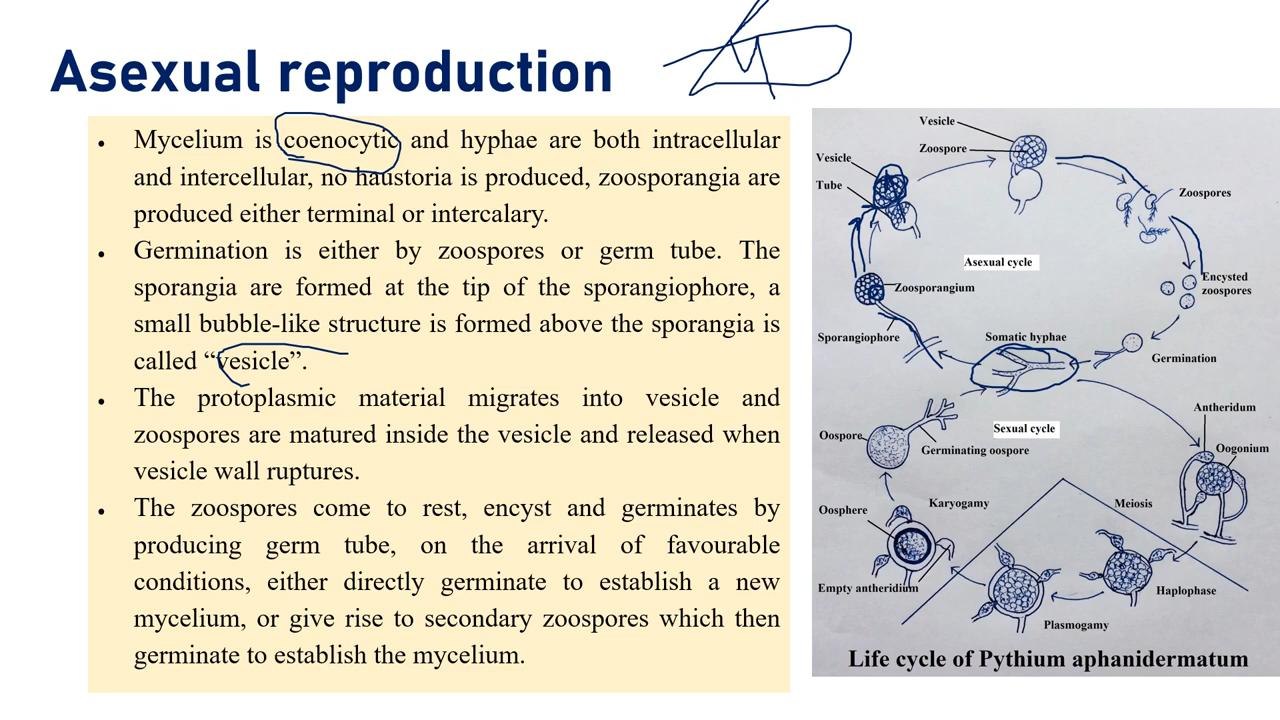 Asexual reproduction
• Mycelium is coenocytic and hyphae are both intracellular
and intercellular, no haustoria is produced, zoosporangia are
produced either terminal or intercalary.
• Germination is either by zoospores or germ tube. The
sporangia are formed at the tip of the sporangiophore, a
small bubble-like structure is formed above the sporangia is
called “vesicle”.
• The protoplasmic material migrates into vesicle and
zoospores are matured inside the vesicle and released when
vesicle wall ruptures.
• The zoospores come to rest, encyst and germinates by
producing germ tube, on the arrival of favourable
conditions, either directly germinate to establish a new
mycelium, or give rise to secondary zoospores which then
germinate to establish the mycelium.
Vesicle
Zoospore
Vesicle
Tube
Zoospores
Asexual cycle
Encysted
zoospores
Zoosporangium
Sporangiophore
Somatic hyphae
Germination
Antheridum
Sexual cycle
Oospore
Germinating oospore
Oogonium
Karyogamy
Meiosis
Oosphere
Empty antheridium
Haplophase
Plasmogamy
Life cycle of Pythium aphanidermatum